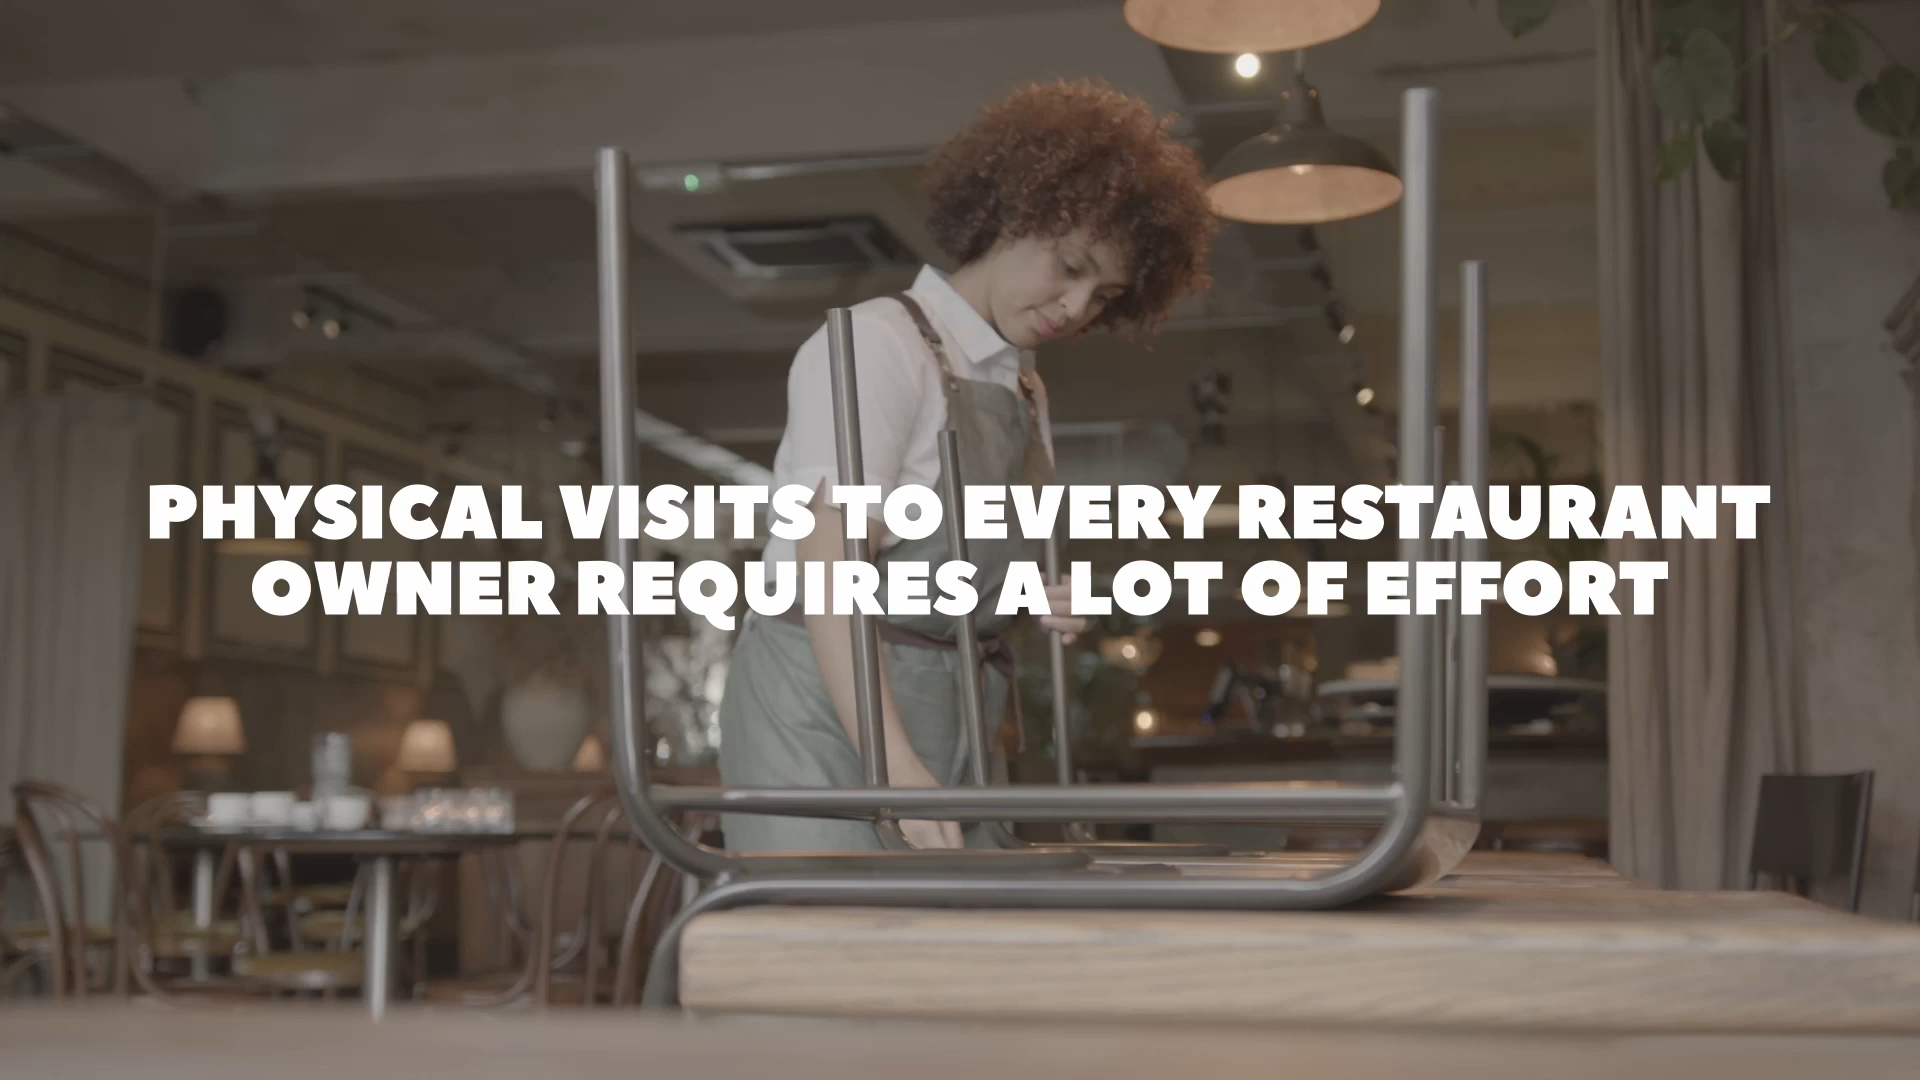 PHYSICAL VISITS TO EVERY RESTAURANT
OWNER REQUIRES A LOT OF EFFORT